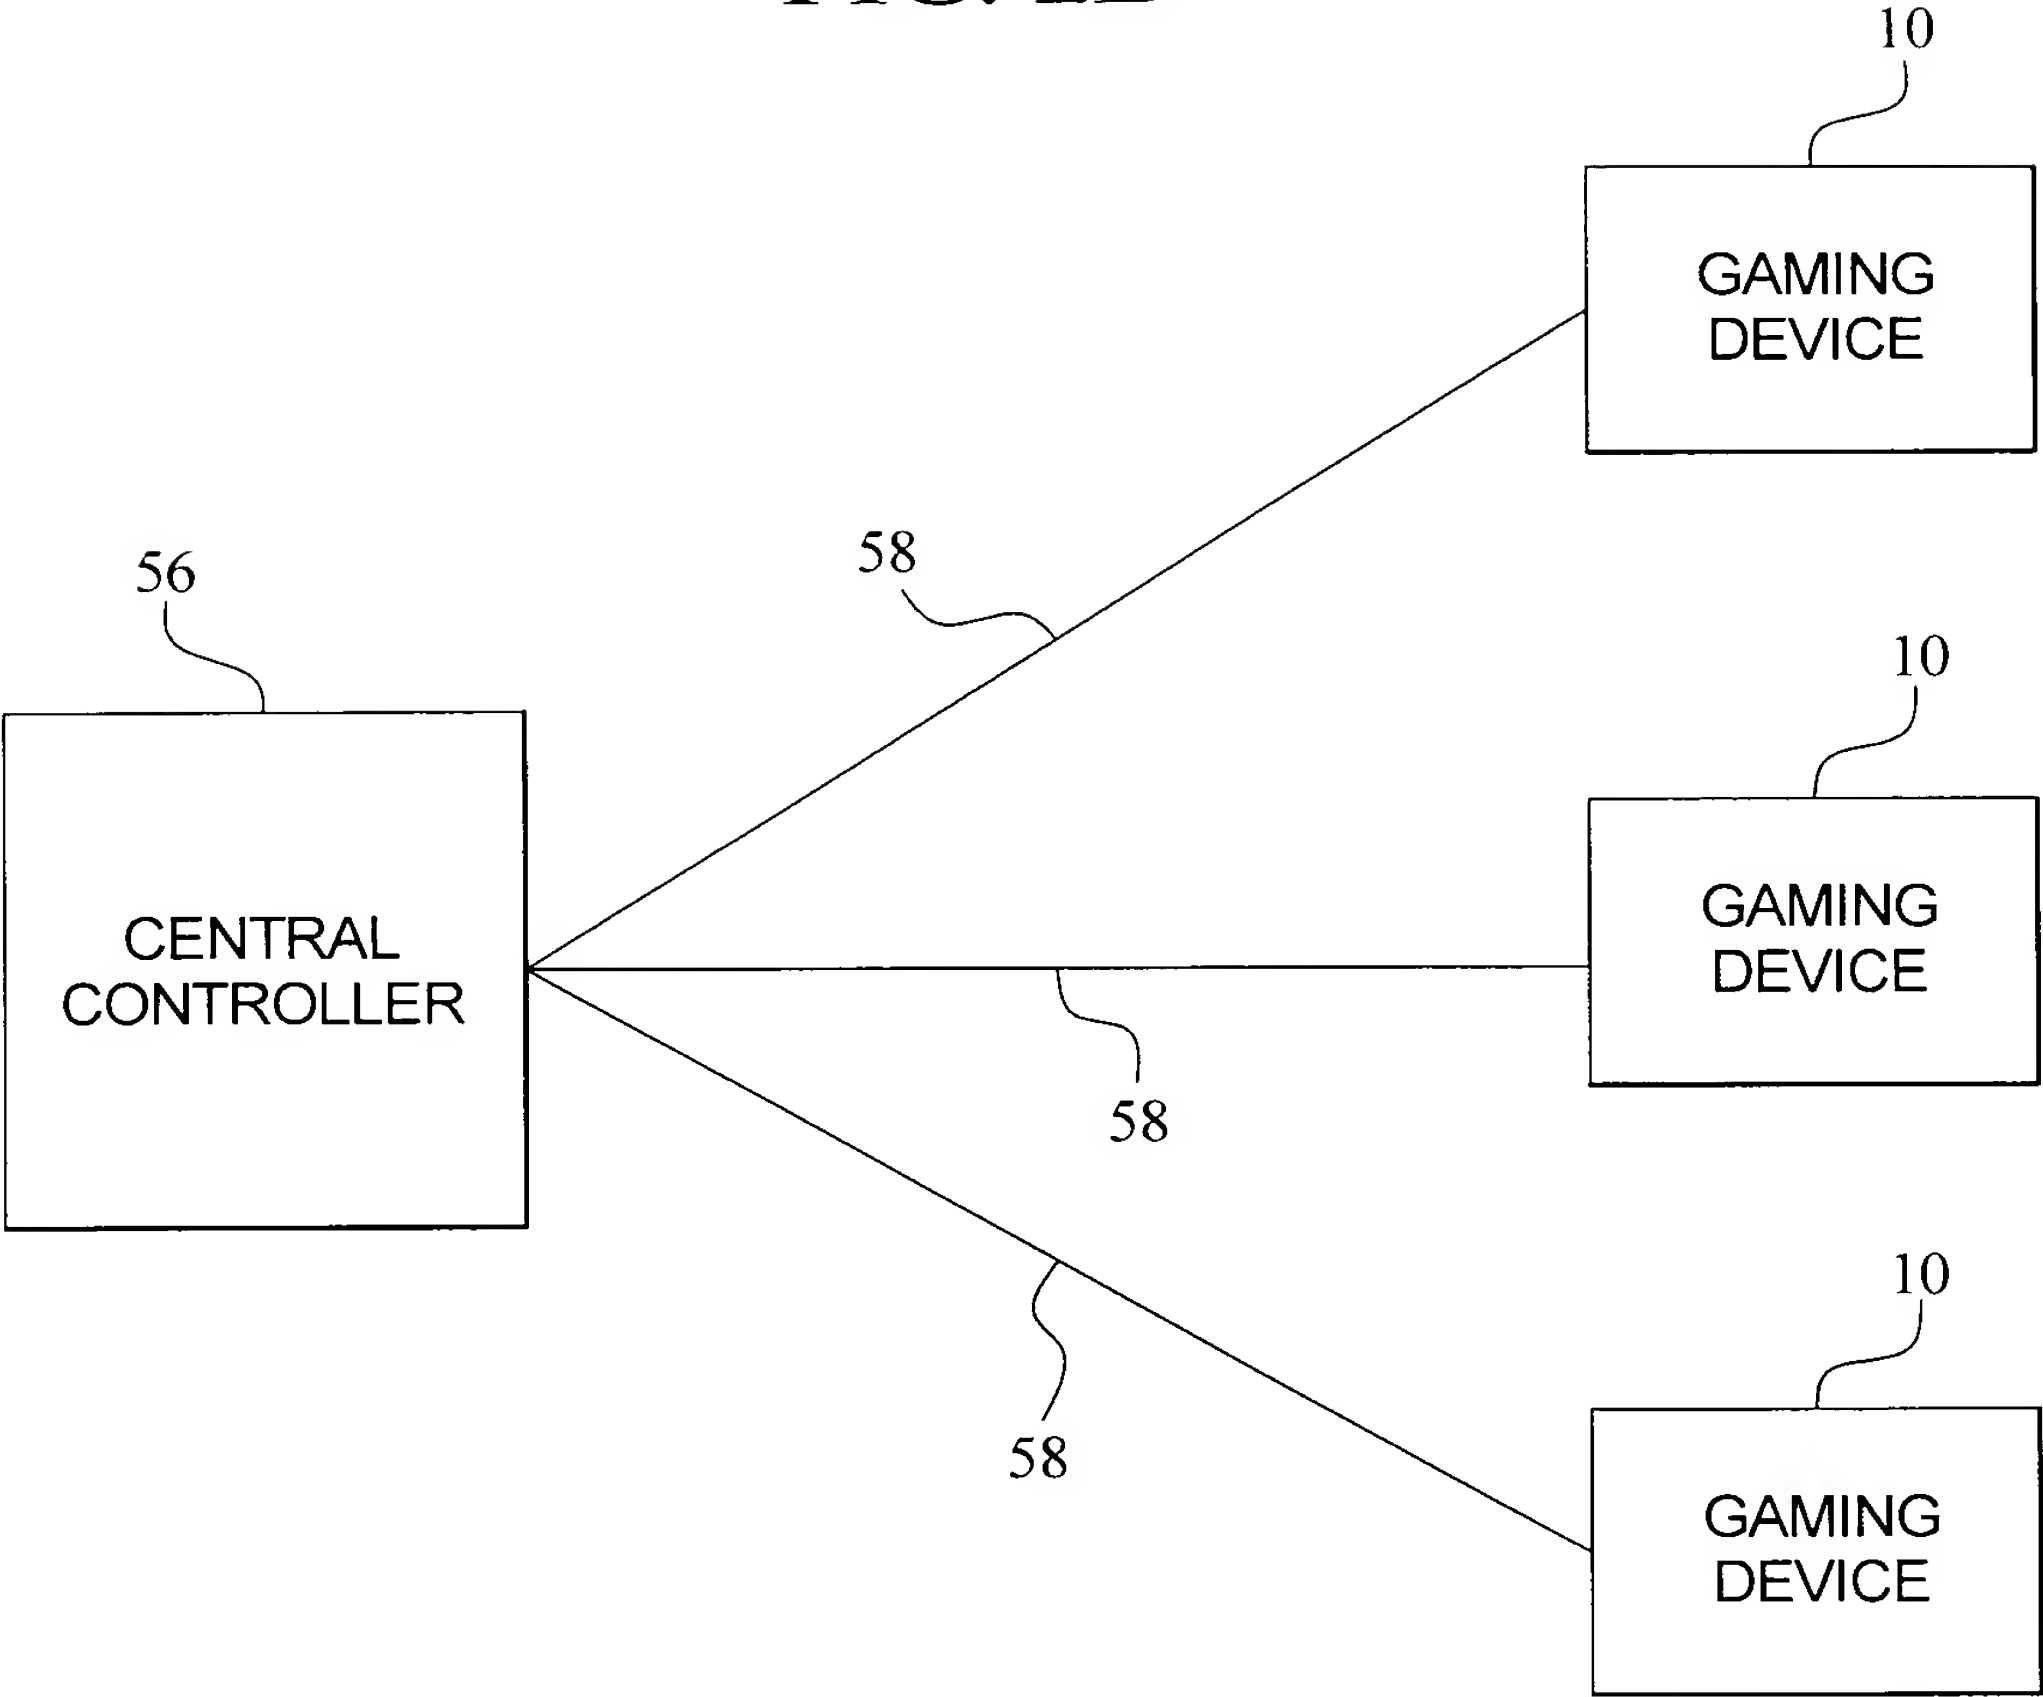 10
GAMING
DEVICE
58
56
10
GAMING
DEVICE
CENTRAL
CONTROLLER
58
10
58
GAMING
DEVICE